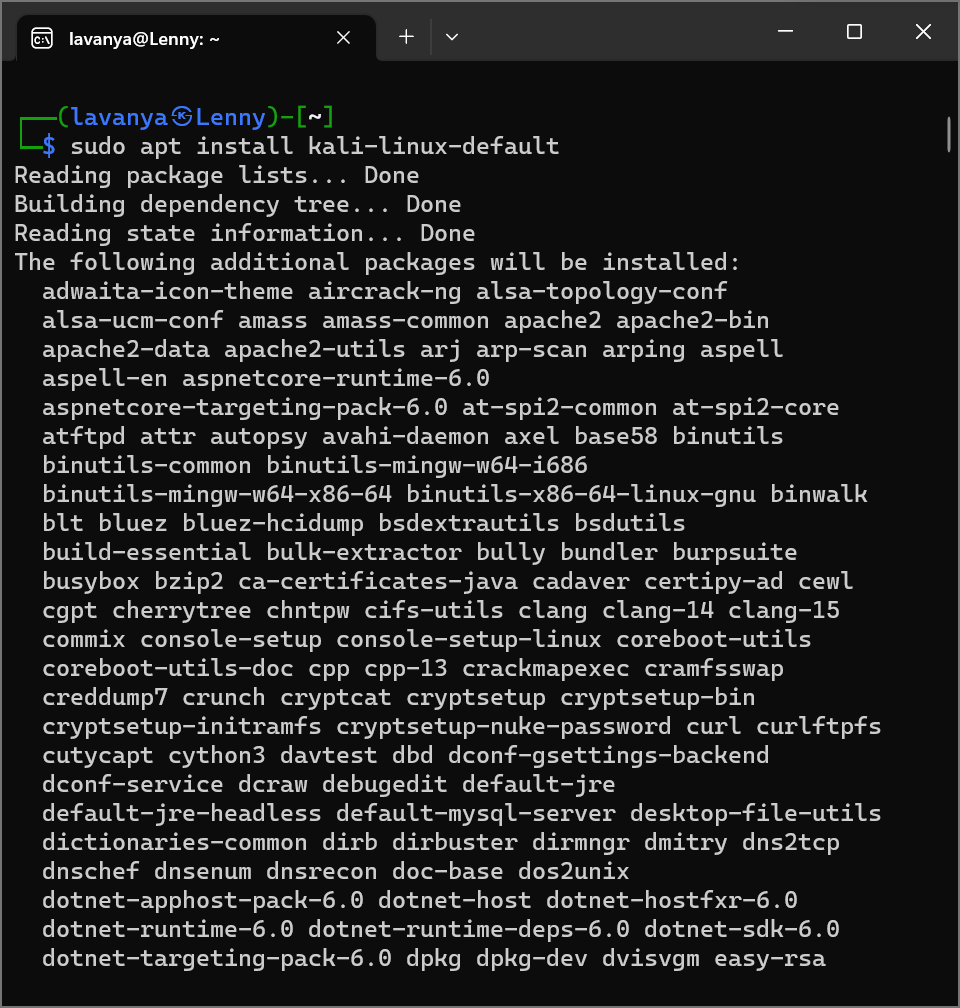 lavanya@Lenny: ~
(lavanya㉿Lenny)-[~]
$ sudo apt install kali-linux-default
Reading package lists... Done
Building dependency tree... Done
Reading state information... Done
The following additional packages will be installed:
adwaita-icon-theme aircrack-ng alsa-topology-conf
alsa-ucm-conf amass amass-common apache2 apache2-bin
apache2-data apache2-utils arj arp-scan arping aspell
aspell-en aspnetcore-runtime-6.0
aspnetcore-targeting-pack-6.0 at-spi2-common at-spi2-core
atftpd attr autopsy avahi-daemon axel base58 binutils
binutils-common binutils-mingw-w64-i686
binutils-mingw-w64-x86-64 binutils-x86-64-linux-gnu binwalk
blt bluez bluez-hcidump bsdextrautils bsdutils
build-essential bulk-extractor bully bundler burpsuite
busybox bzip2 ca-certificates-java cadaver certipy-ad cewl
cgpt cherrytree chntpw cifs-utils clang clang-14 clang-15
commix console-setup console-setup-linux coreboot-utils
coreboot-utils-doc cpp cpp-13 crackmapexec cramfsswap
creddump7 crunch cryptcat cryptsetup cryptsetup-bin
cryptsetup-initramfs cryptsetup-nuke-password curl curlftpfs
cutycapt cython3 davtest dbd dconf-gsettings-backend
dconf-service dcraw debugedit default-jre
default-jre-headless default-mysql-server desktop-file-utils
dictionaries-common dirb dirbuster dirmngr dmitry dns2tcp
dnschef dnsenum dnsrecon doc-base dos2unix
dotnet-apphost-pack-6.0 dotnet-host dotnet-hostfxr-6.0
dotnet-runtime-6.0 dotnet-runtime-deps-6.0 dotnet-sdk-6.0
dotnet-targeting-pack-6.0 dpkg dpkg-dev dvisvgm easy-rsa